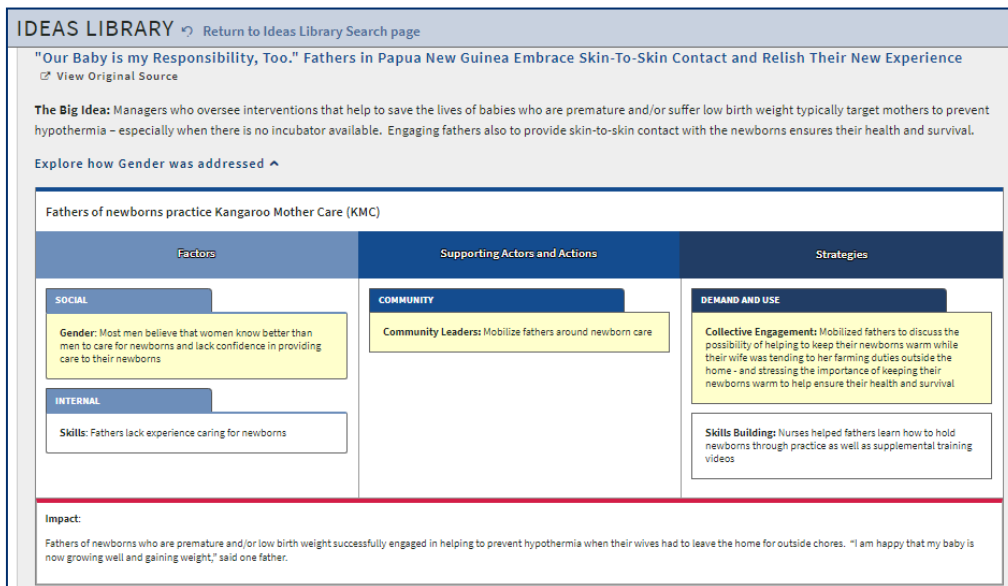 IDEAS LIBRARY Return to Ideas Library Search page
"Our Baby is my Responsibility, Too." Fathers in Papua New Guinea Embrace Skin-To-Skin Contact and Relish Their New Experience
View Original Source
The Big Idea: Managers who oversee interventions that help to save the lives of babies who are premature and/or suffer low birth weight typically target mothers to prevent
hypothermia – especially when there is no incubator available. Engaging fathers also to provide skin-to-skin contact with the newborns ensures their health and survival.
Explore how Gender was addressed
Fathers of newborns practice Kangaroo Mother Care (KMC)
Factors
SOCIAL
Gender: Most men believe that women know better than
men to care for newborns and lack confidence in providing
care to their newborns
INTERNAL
Skills: Fathers lack experience caring for newborns
Supporting Actors and Actions
COMMUNITY
Community Leaders: Mobilize fathers around newborn care
Strategies
DEMAND AND USE
Collective Engagement: Mobilized fathers to discuss the
possibility of helping to keep their newborns warm while
their wife was tending to her farming duties outside the
home - and stressing the importance of keeping their
newborns warm to help ensure their health and survival
Skills Building: Nurses helped fathers learn how to hold
newborns through practice as well as supplemental training
videos
Impact:
Fathers of newborns who are premature and/or low birth weight successfully engaged in helping to prevent hypothermia when their wives had to leave the home for outside chores. "I am happy that my baby is
now growing well and gaining weight," said one father.